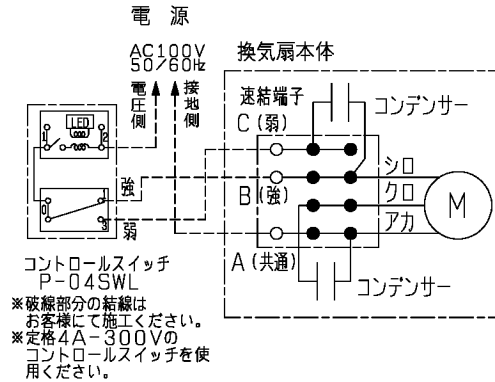 電 源
AC100V
50/60Hz
電圧側
接地側
換気扇本体
速結端子
コンデンサー
C (弱)
LED
1
2
シロ
強
B (強)
クロ
M
0
1
アカ
3
弱
A (共通)
コンデンサー
コントロールスイッチ
P-04SWL
※破線部分の結線は
お客様にて施工ください。
※定格4A-300Vの
コントロールスイッチを使
用ください。